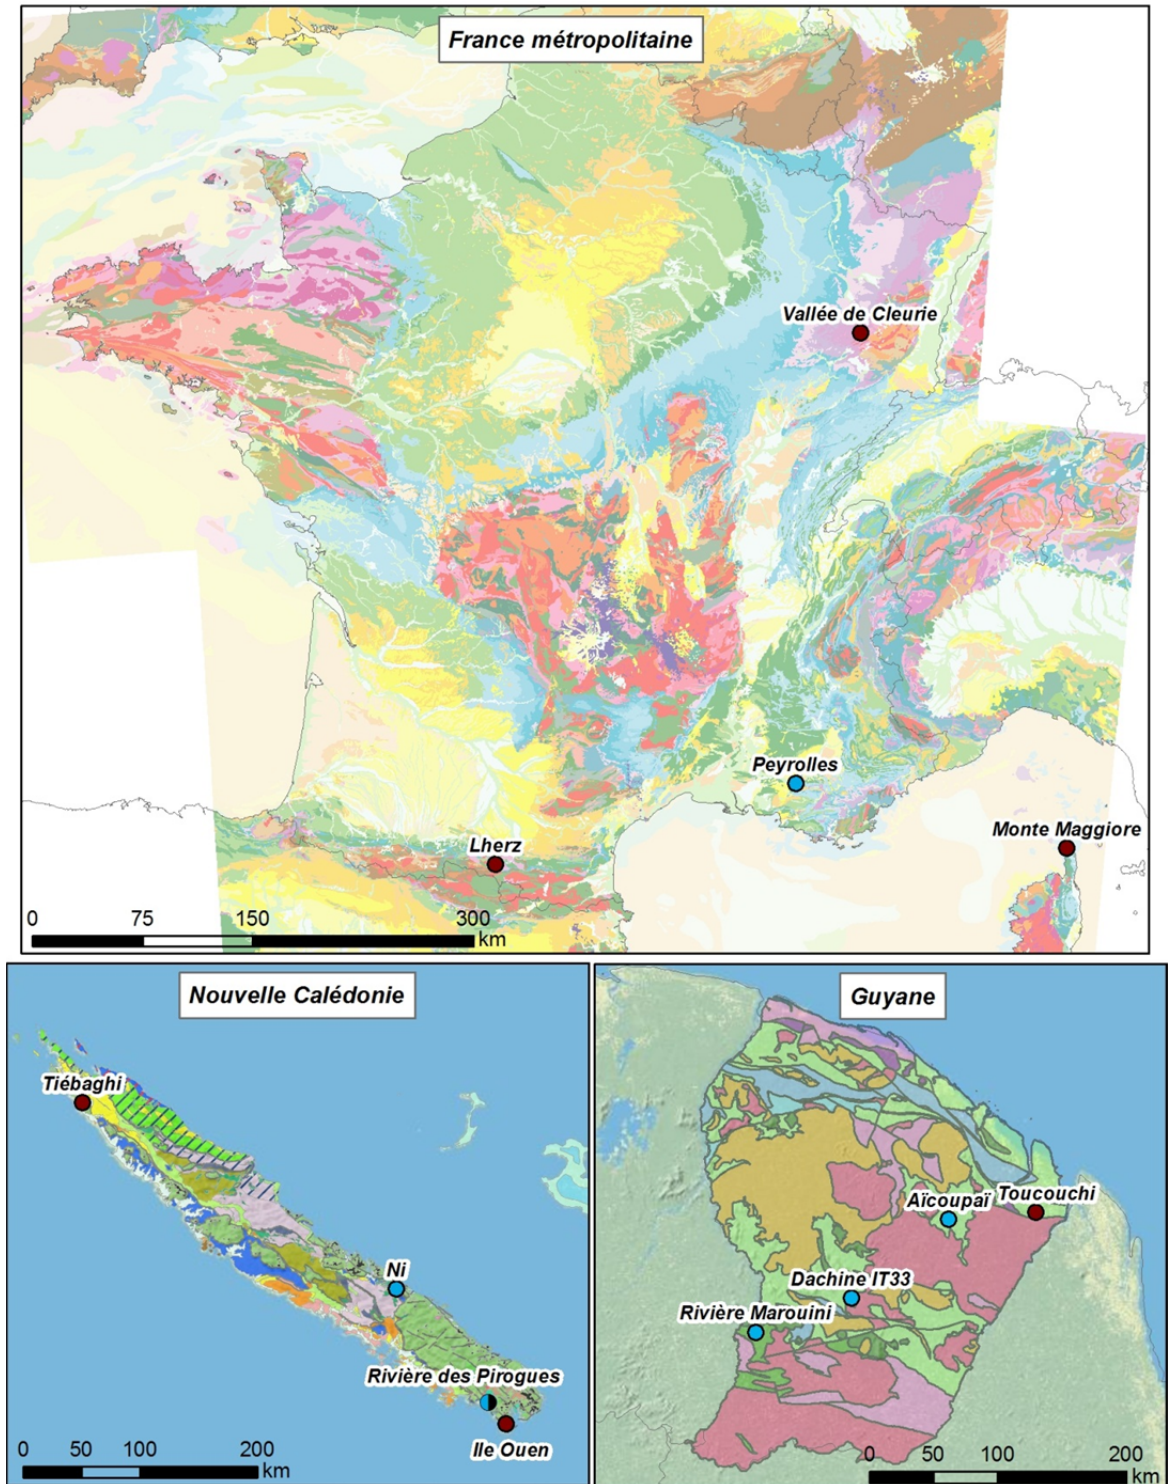 France métropolitaine
Vallée de Cleurie
Peyrolles
Monte Maggiore
Lherz
0 75 150 300
km
Nouvelle Calédonie
Tiébaghi
Ni
Rivière des Pirogues
Ile Ouen
0 50 100 200
km
Guyane
Aïcoupaï
Toucouchi
Dachine IT33
Rivière Marouini
0 50 100 200
km